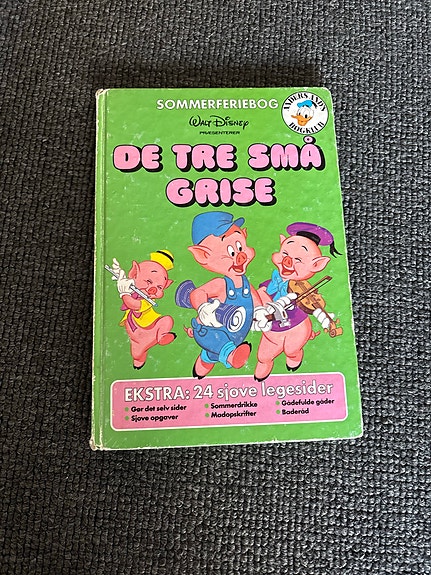 SOMMERFERIEBOG
ANDERS AND'S
BOGKLUB
WALT DISNEY
PRÆSENTERER
DE TRE SMÅ
GRISE
EKSTRA: 24 sjove legesider
• Gør det selv sider
• Sommerdrikke
• Gådefulde gåder
• Sjove opgaver
• Madopskrifter
• Baderåd